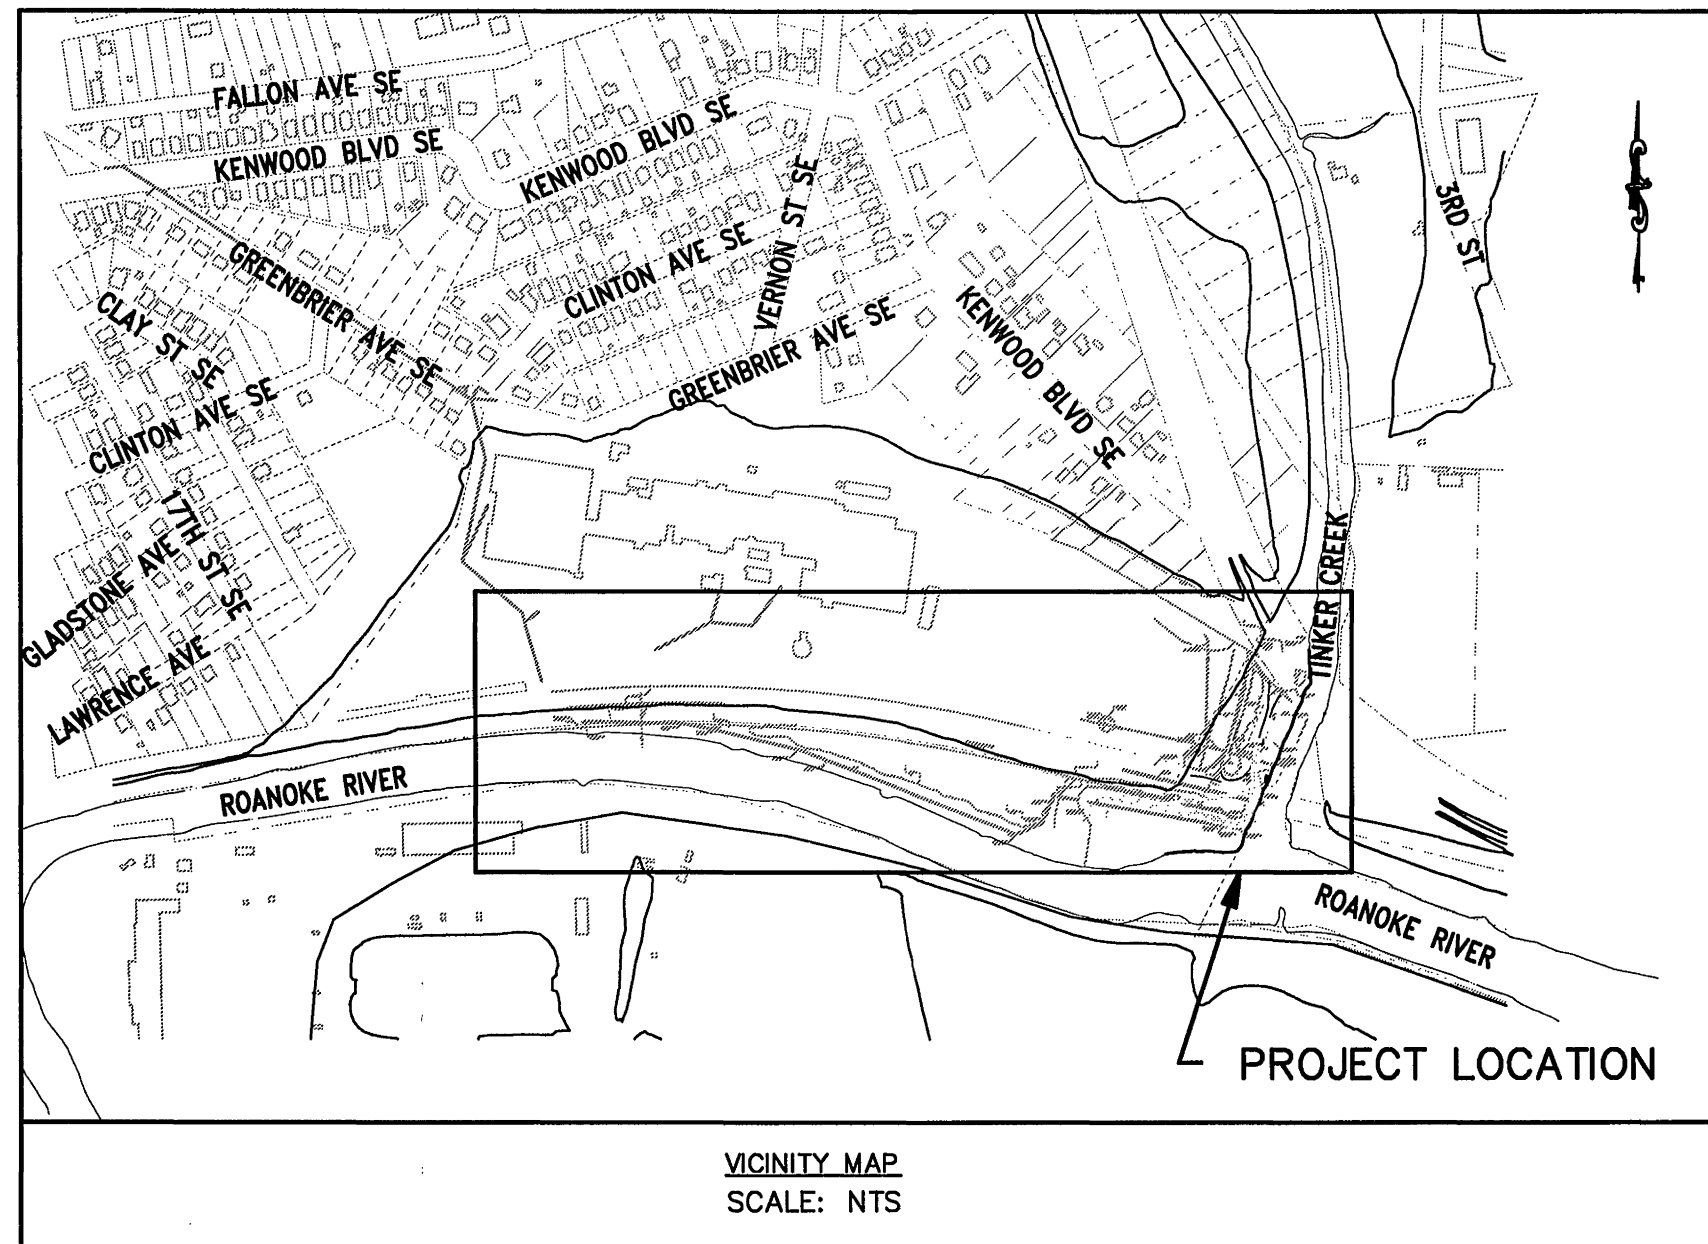 FALLON AVE SE
KENWOOD BLVD SE
KENWOOD BLVD SE
VERNON ST SE
3RD ST
GREENBRIER AVE SE
CLINTON AVE SE
CLAY ST SE
GREENBRIER AVE SE
KENWOOD BLVD SE
CLINTON AVE SE
17TH ST SE
GLADSTONE AVE
LAWRENCE AVE
TINKER CREEK
ROANOKE RIVER
ROANOKE RIVER
PROJECT LOCATION
VICINITY MAP
SCALE: NTS